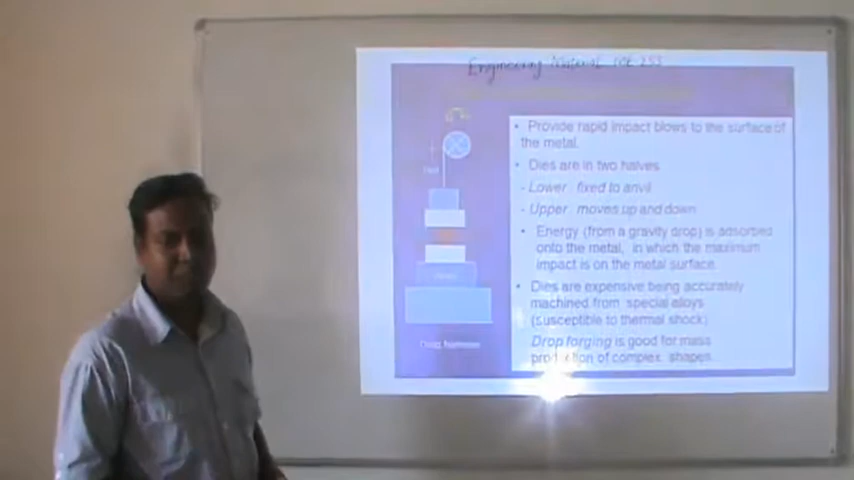 Engineering Material
• Provide rapid impact blows to the surface of
the metal.
• Dies are in two halves
- Lower fixed to anvil
- Upper moves up and down
• Energy (from a gravity drop) is adsorbed
onto the metal, in which the maximum
impact is on the metal surface.
• Dies are expensive being accurately
machined from special alloys
(susceptible to thermal shock).
Drop forging is good for mass
production of complex shapes.
Drop hammer